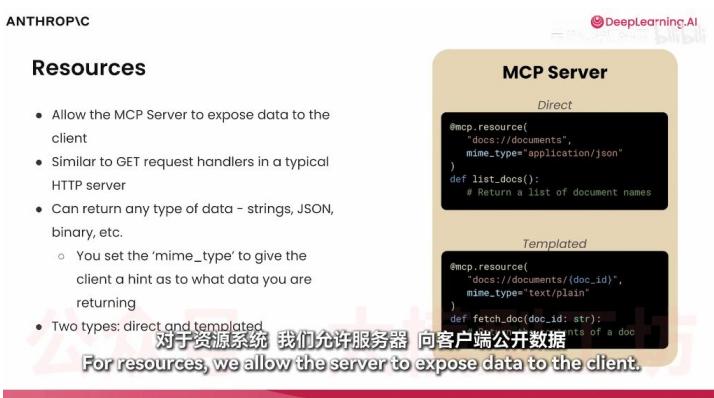 ANTHROP\C
DeepLearning.AI
Resources
● Allow the MCP Server to expose data to the
client
● Similar to GET request handlers in a typical
HTTP server
● Can return any type of data - strings, JSON,
binary, etc.
○ You set the ‘mime_type’ to give the
client a hint as to what data you are
returning
● Two types: direct and templated
MCP Server
Direct
@mcp.resource(
"docs://documents",
mime_type="application/json"
)
def list_docs():
# Return a list of document names
Templated
@mcp.resource(
"docs://documents/{doc_id}",
mime_type="text/plain"
)
def fetch_doc(doc_id: str):
# Return the contents of a doc
对于资源系统 我们允许服务器 向客户端公开数据
For resources, we allow the server to expose data to the client.